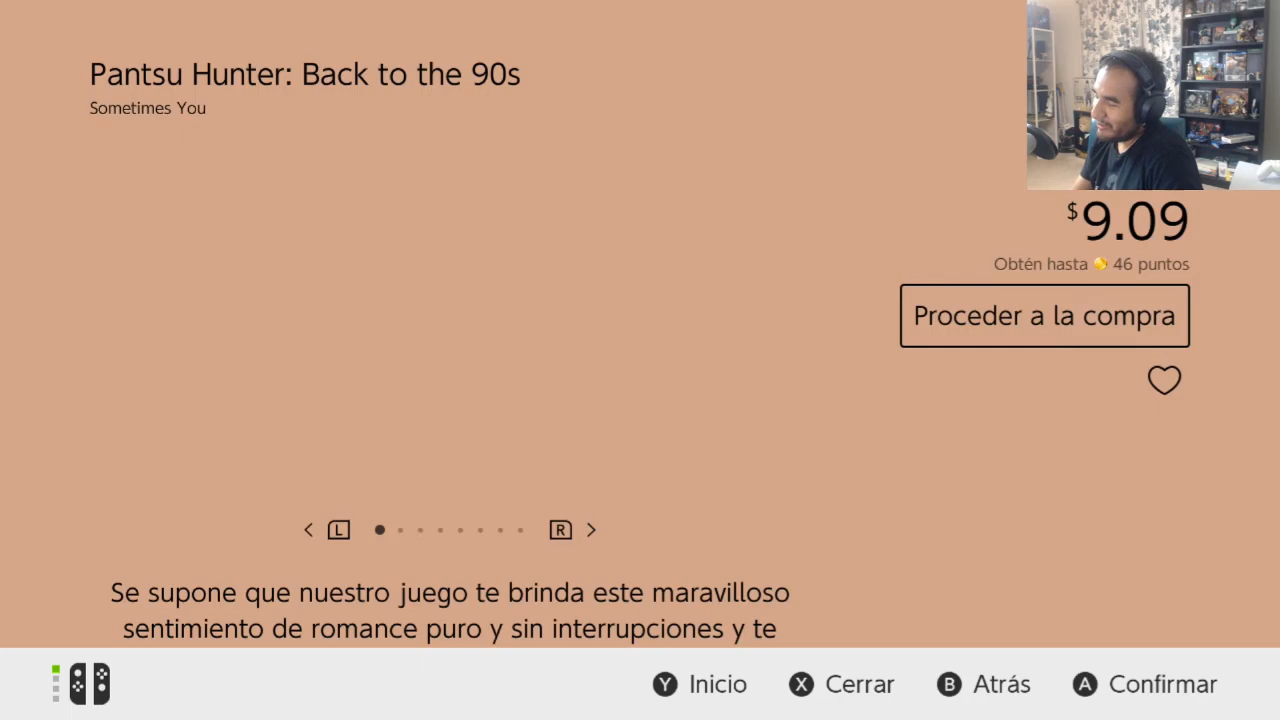 Pantsu Hunter: Back to the 90s
Sometimes You
$9.09
Obtén hasta 46 puntos
Proceder a la compra
L
R
Se supone que nuestro juego te brinda este maravilloso
sentimiento de romance puro y sin interrupciones y te
Y Inicio
X Cerrar
B Atrás
A Confirmar